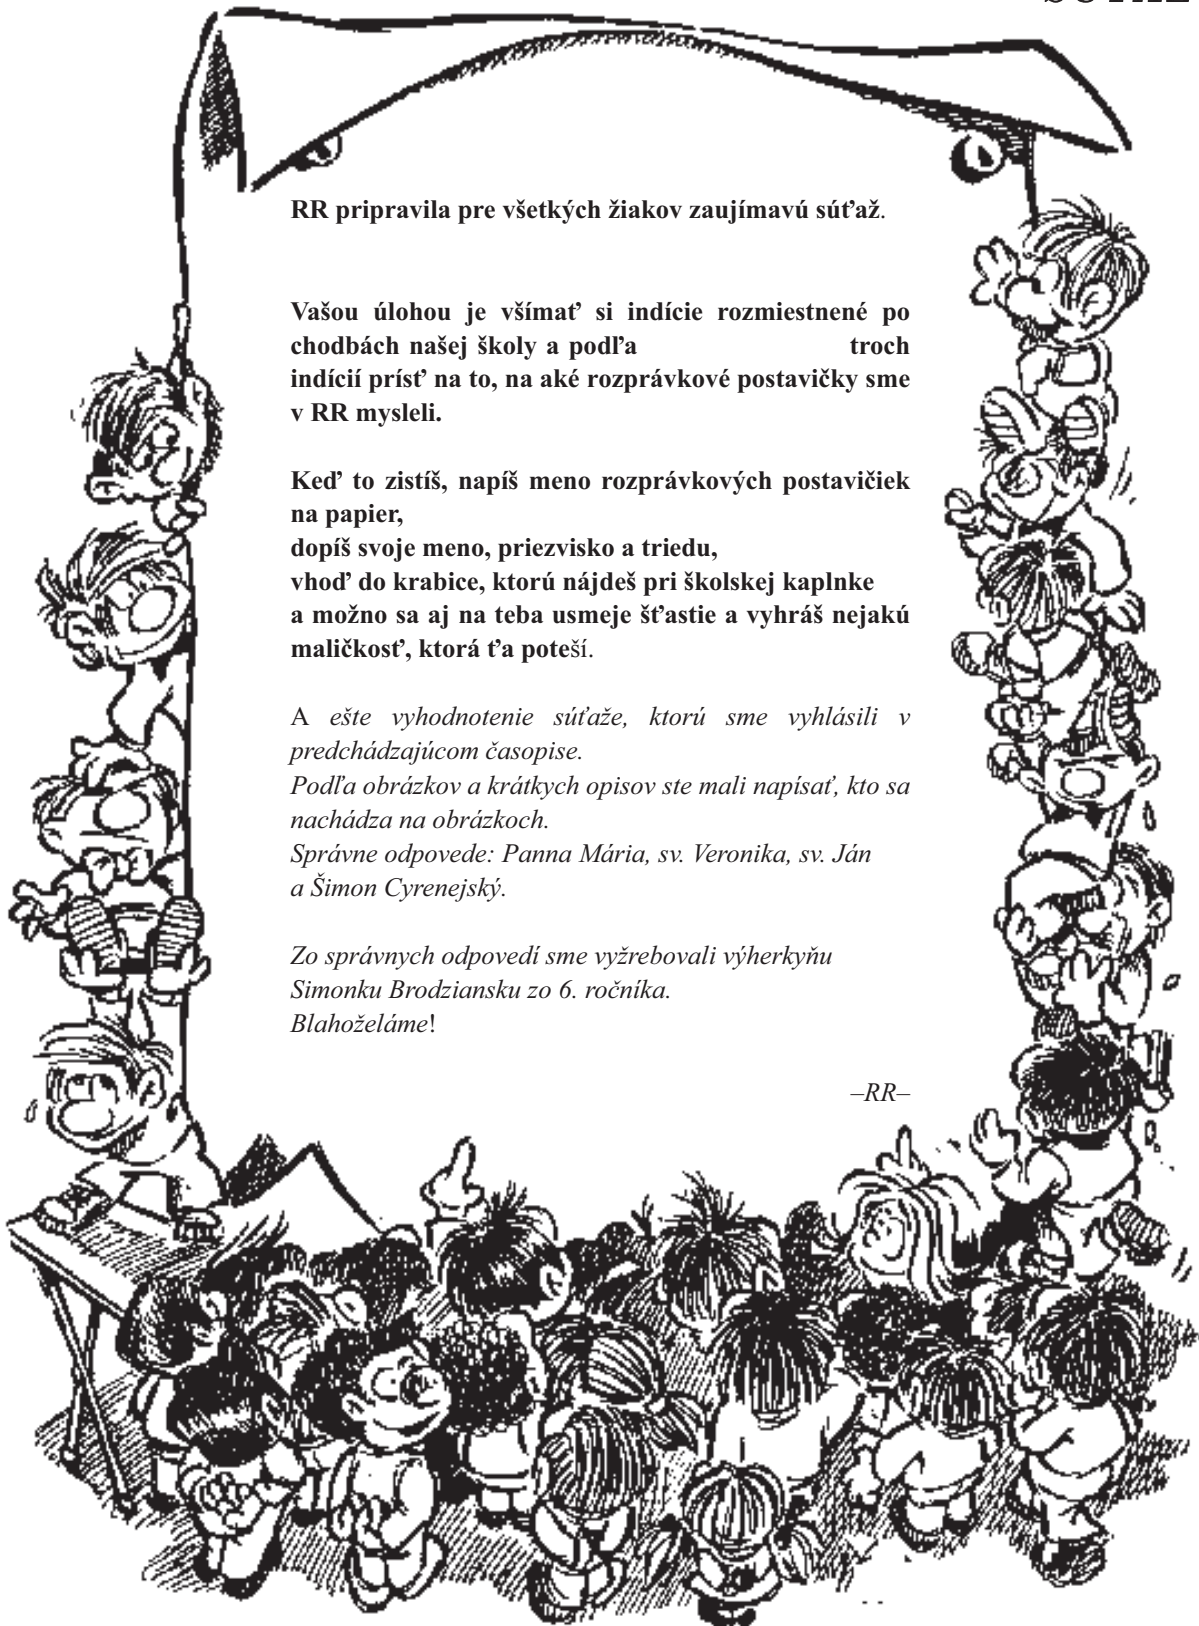 RR pripravila pre všetkých žiakov zaujímavú súťaž.
Vašou úlohou je všímať si indície rozmiestnené po
chodbách našej školy a podľa troch
indícií prísť na to, na aké rozprávkové postavičky sme
v RR mysleli.
Keď to zistíš, napíš meno rozprávkových postavičiek
na papier,
dopíš svoje meno, priezvisko a triedu,
vhoď do krabice, ktorú nájdeš pri školskej kaplnke
a možno sa aj na teba usmeje šťastie a vyhráš nejakú
maličkosť, ktorá ťa poteší.
A ešte vyhodnotenie súťaže, ktorú sme vyhlásili v
predchádzajúcom časopise.
Podľa obrázkov a krátkych opisov ste mali napísať, kto sa
nachádza na obrázkoch.
Správne odpovede: Panna Mária, sv. Veronika, sv. Ján
a Šimon Cyrenejský.
Zo správnych odpovedí sme vyžrebovali výherkyňu
Simonku Brodziansku zo 6. ročníka.
Blahoželáme!
–RR–